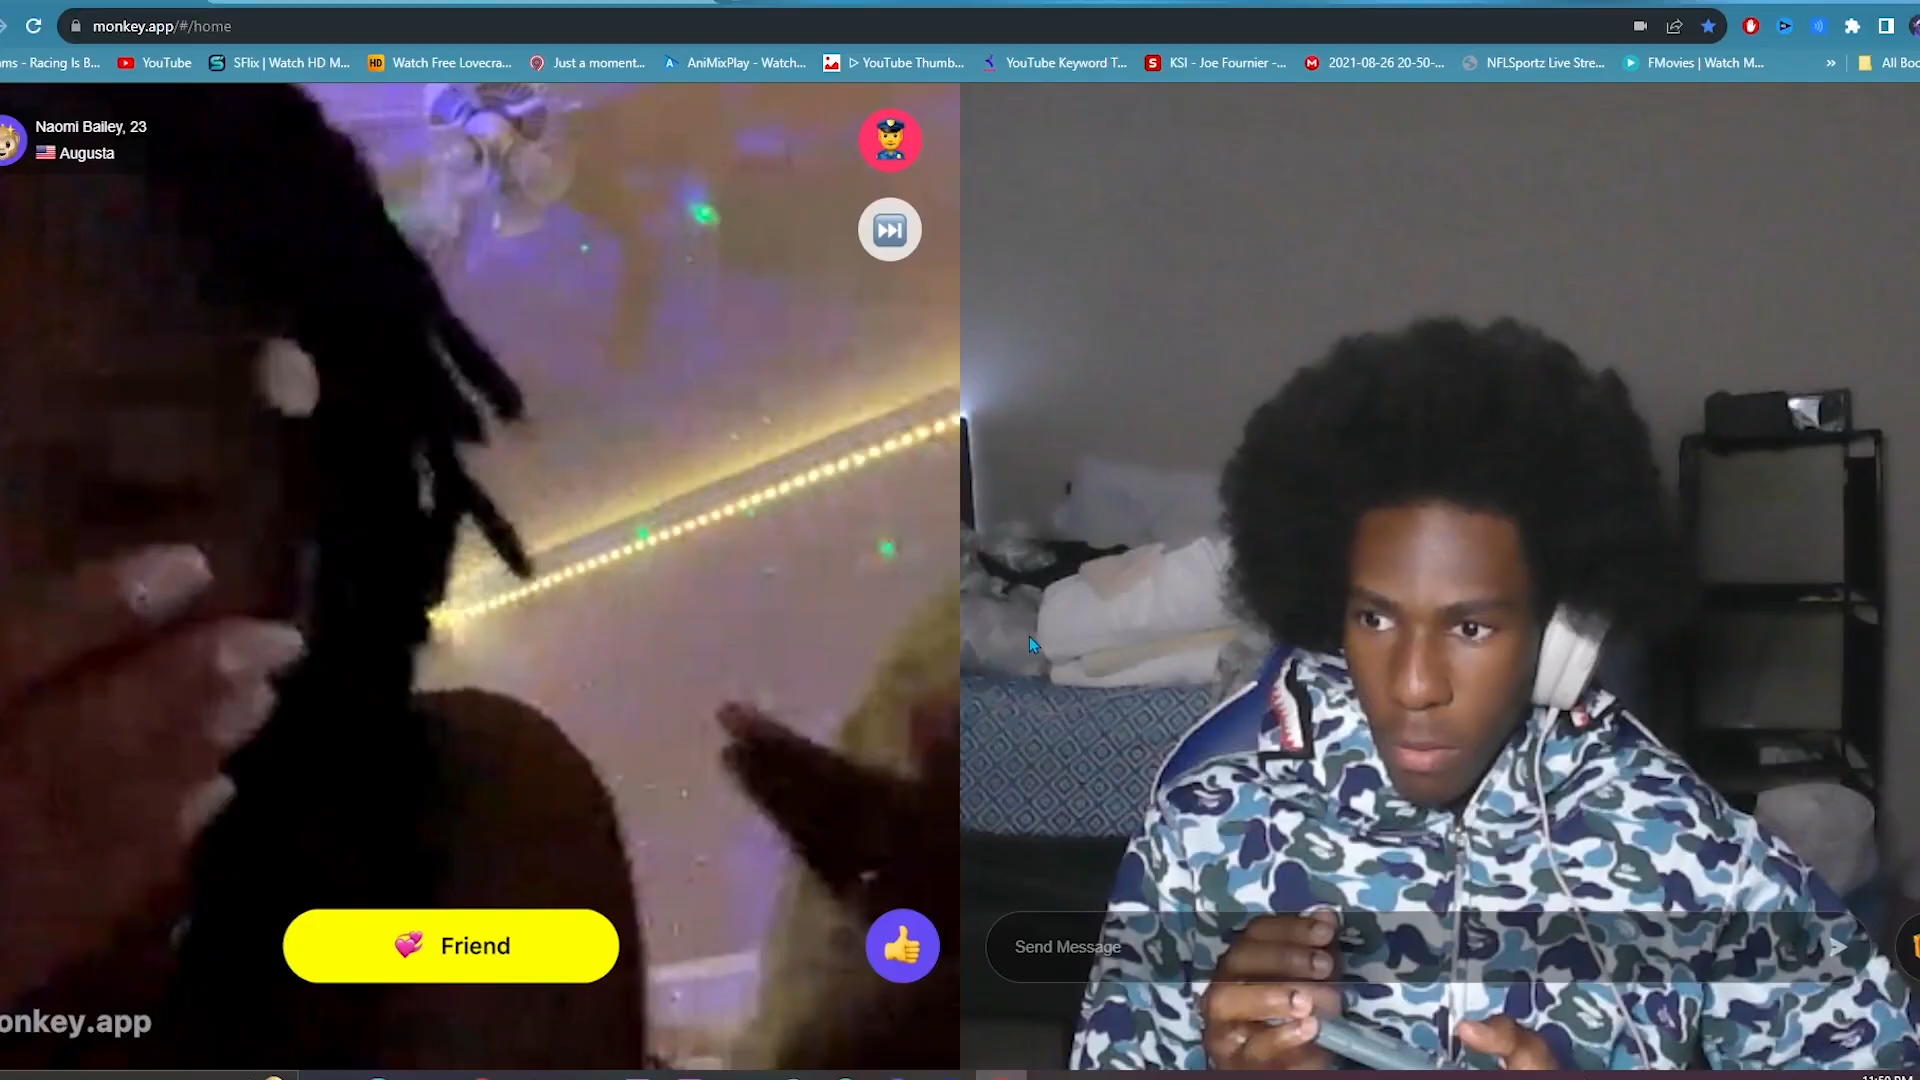 monkey.app/#/home
ms - Racing Is B...
YouTube
SFlix | Watch HD M...
HD
Watch Free Lovecra...
Just a moment...
AniMixPlay - Watch...
YouTube Thumb...
YouTube Keyword T...
S
KSI - Joe Fournier -...
M
2021-08-26 20-50-...
NFLSportz Live Stre...
FMovies | Watch M...
»
All Boo
Naomi Bailey, 23
Augusta
Friend
Send Message
onkey.app